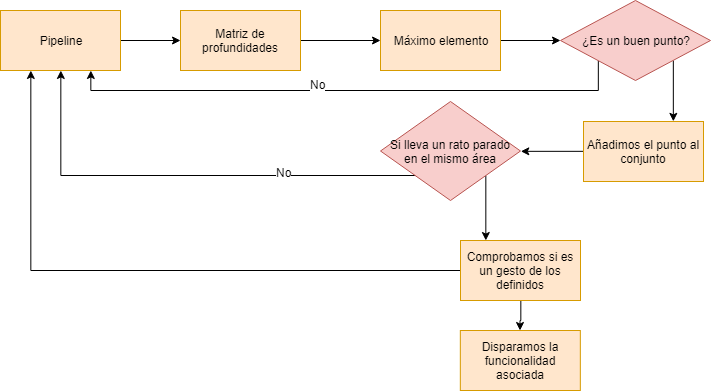 Pipeline
Matriz de
profundidades
Máximo elemento
¿Es un buen punto?
No
Añadimos el punto al
conjunto
Si lleva un rato parado
en el mismo área
No
Comprobamos si es
un gesto de los
definidos
Disparamos la
funcionalidad
asociada